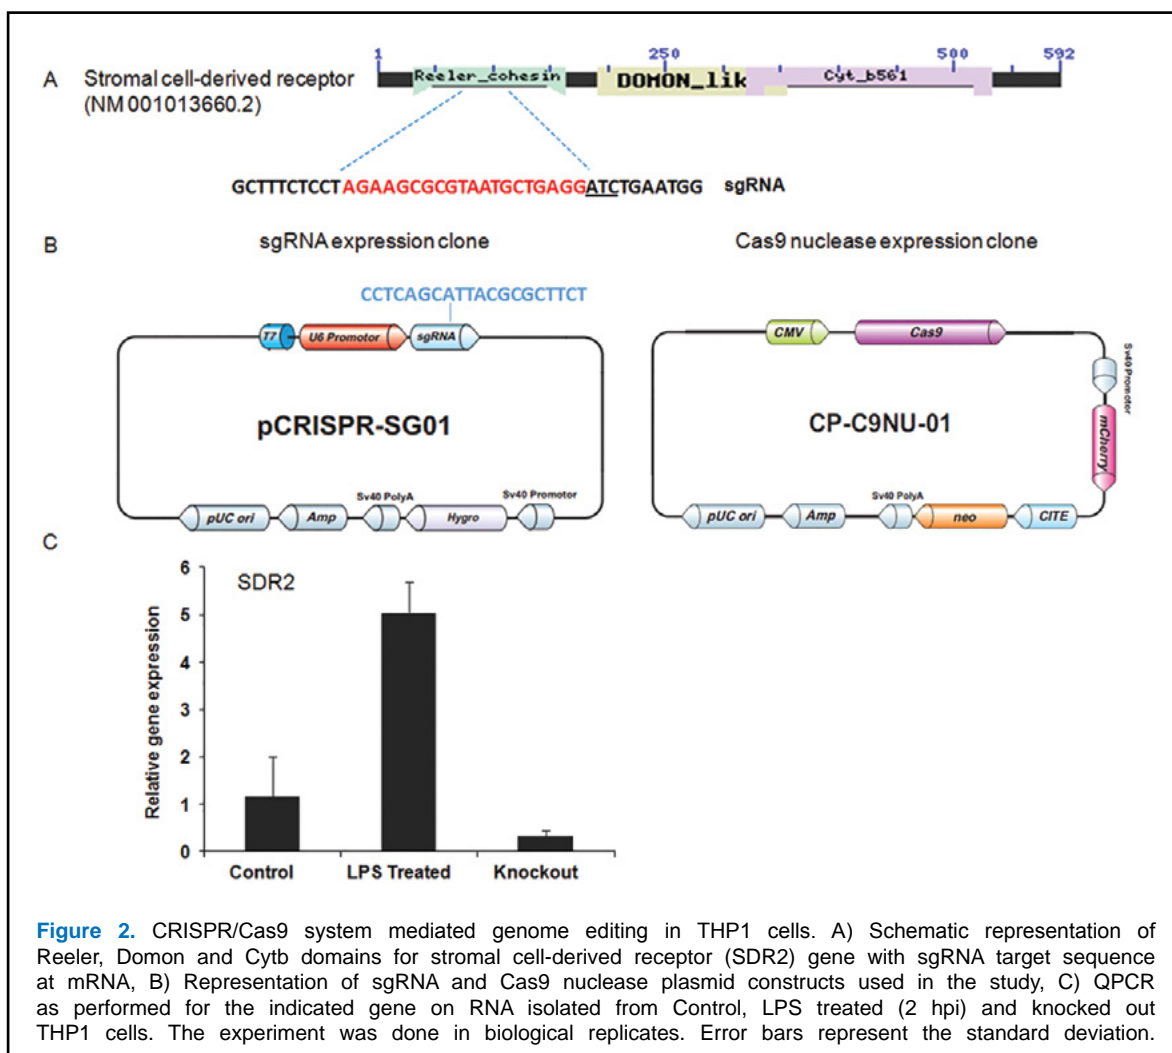 A
Stromal cell-derived receptor
(NM 001013660.2)
1
250
500
592
Reeler_cohesin
DOMON_lik
Cyt_b561
GCTTTCTCCTAGAAGCGCGTAATGCTGAGGATCTGAATGG sgRNA
B
sgRNA expression clone
Cas9 nuclease expression clone
CCTCAGCATTACGCGCTTCT
T7
U6 Promotor
sgRNA
pCRISPR-SG01
pUC ori
Amp
Sv40 PolyA
Hygro
Sv40 Promotor
CMV
Cas9
Sv40 Promotor
mCherry
CP-C9NU-01
pUC ori
Amp
Sv40 PolyA
neo
CITE
C
SDR2
Relative gene expression
6
5
4
3
2
1
0
Control
LPS Treated
Knockout
Figure 2. CRISPR/Cas9 system mediated genome editing in THP1 cells. A) Schematic representation of
Reeler, Domon and Cytb domains for stromal cell-derived receptor (SDR2) gene with sgRNA target sequence
at mRNA, B) Representation of sgRNA and Cas9 nuclease plasmid constructs used in the study, C) QPCR
as performed for the indicated gene on RNA isolated from Control, LPS treated (2 hpi) and knocked out
THP1 cells. The experiment was done in biological replicates. Error bars represent the standard deviation.